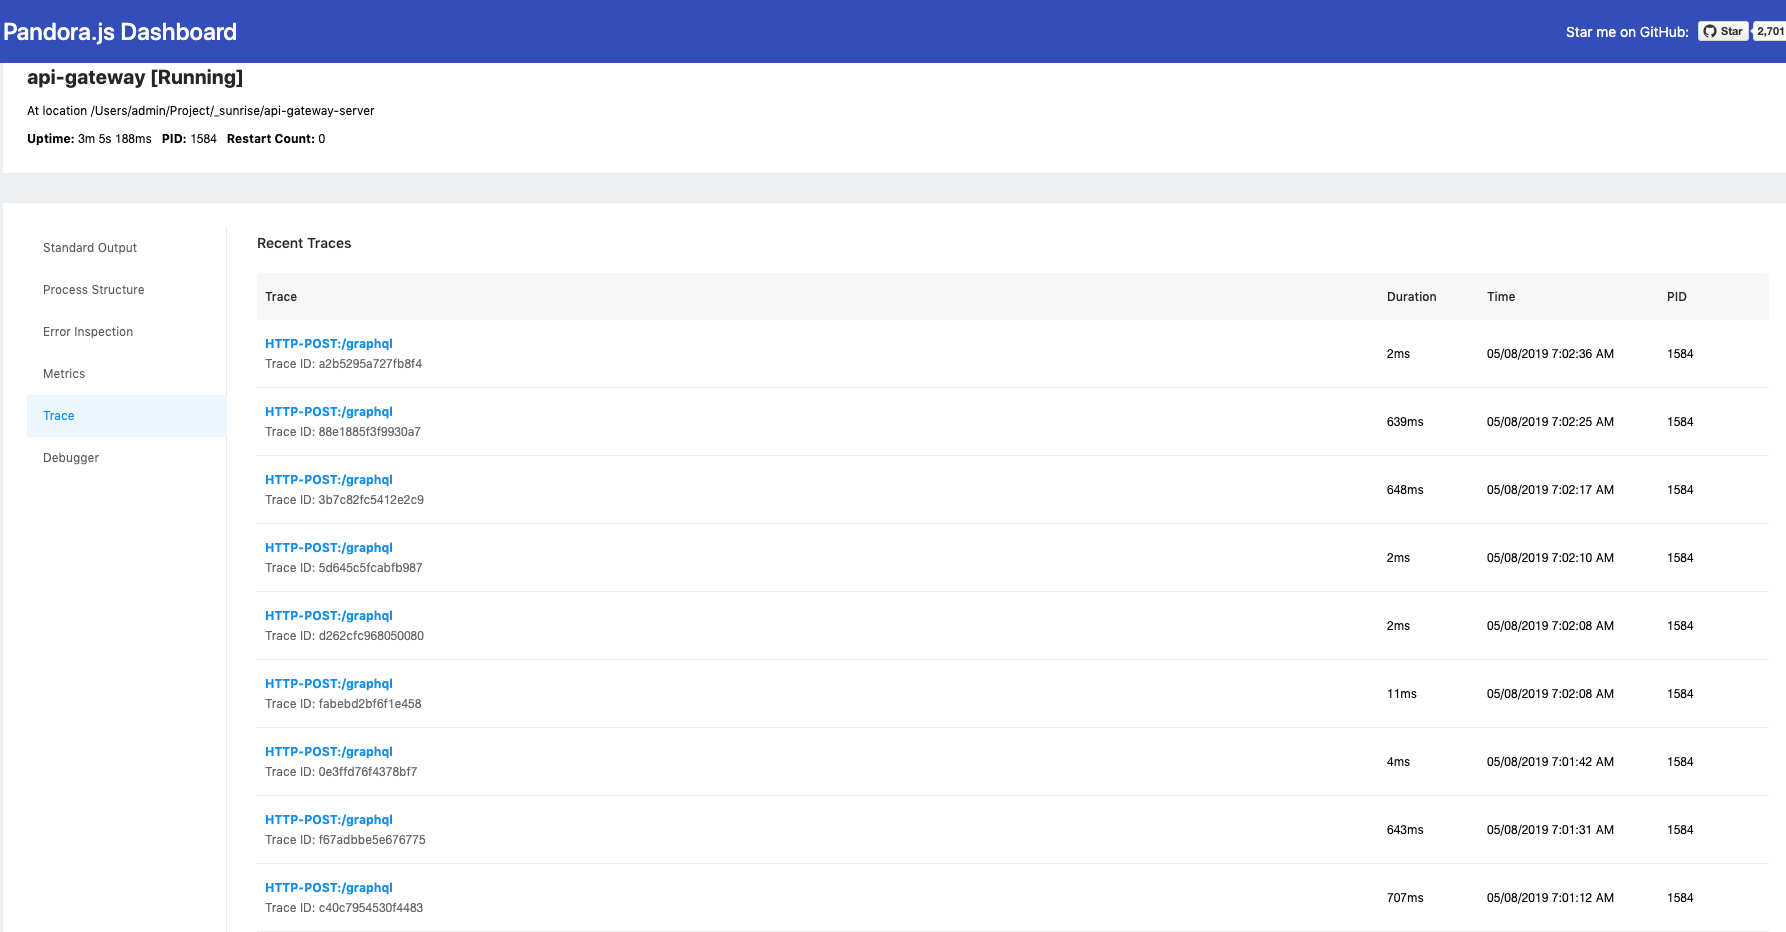 Pandora.js Dashboard
Star me on GitHub: Star 2,701
api-gateway [Running]
At location /Users/admin/Project/_sunrise/api-gateway-server
Uptime: 3m 5s 188ms PID: 1584 Restart Count: 0
Standard Output
Process Structure
Error Inspection
Metrics
Trace
Debugger
Recent Traces
Trace Duration Time PID
HTTP-POST:/graphql
Trace ID: a2b5295a727fb8f4
2ms 05/08/2019 7:02:36 AM 1584
HTTP-POST:/graphql
Trace ID: 88e1885f3f9930a7
639ms 05/08/2019 7:02:25 AM 1584
HTTP-POST:/graphql
Trace ID: 3b7c82fc5412e2c9
648ms 05/08/2019 7:02:17 AM 1584
HTTP-POST:/graphql
Trace ID: 5d645c5fcabfb987
2ms 05/08/2019 7:02:10 AM 1584
HTTP-POST:/graphql
Trace ID: d262cfc968050080
2ms 05/08/2019 7:02:08 AM 1584
HTTP-POST:/graphql
Trace ID: fabebd2bf6f1e458
11ms 05/08/2019 7:02:08 AM 1584
HTTP-POST:/graphql
Trace ID: 0e3ffd76f4378bf7
4ms 05/08/2019 7:01:42 AM 1584
HTTP-POST:/graphql
Trace ID: f67adbbe5e676775
643ms 05/08/2019 7:01:31 AM 1584
HTTP-POST:/graphql
Trace ID: c40c7954530f4483
707ms 05/08/2019 7:01:12 AM 1584